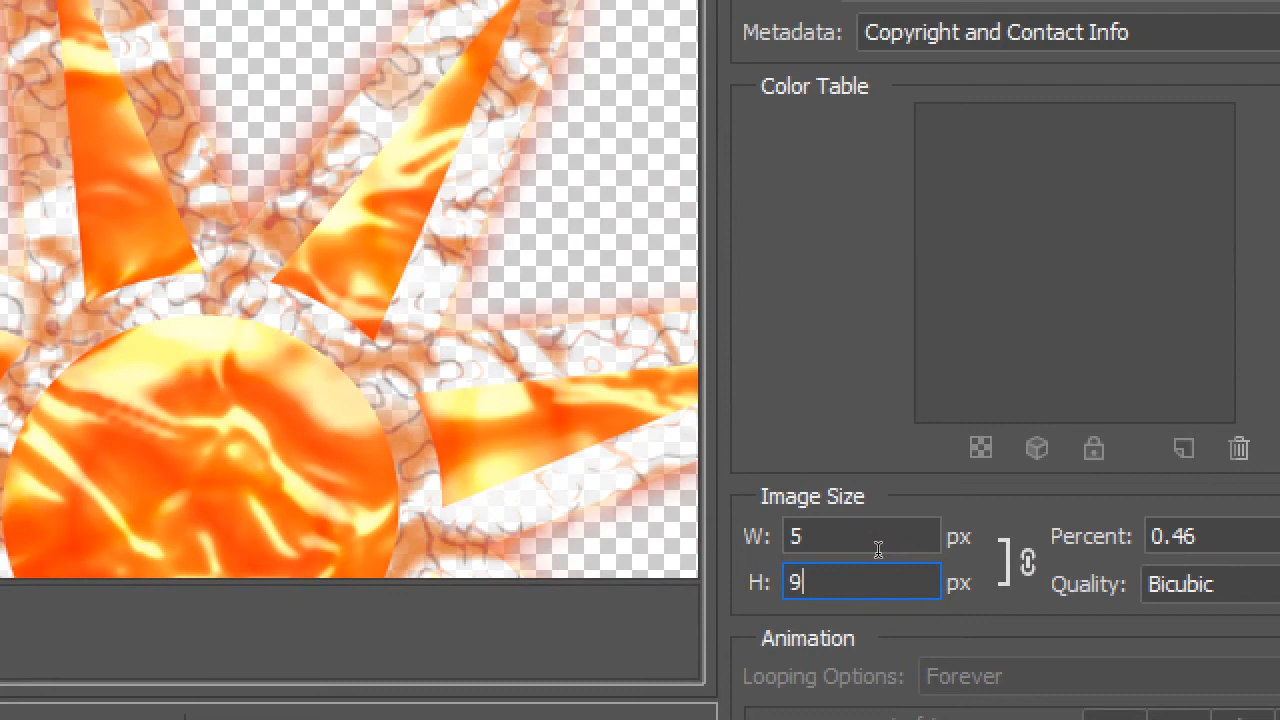 Metadata: Copyright and Contact Info
Color Table
Image Size
W: 5 px Percent: 0.46
H: 9 px Quality: Bicubic
Animation
Looping Options: Forever